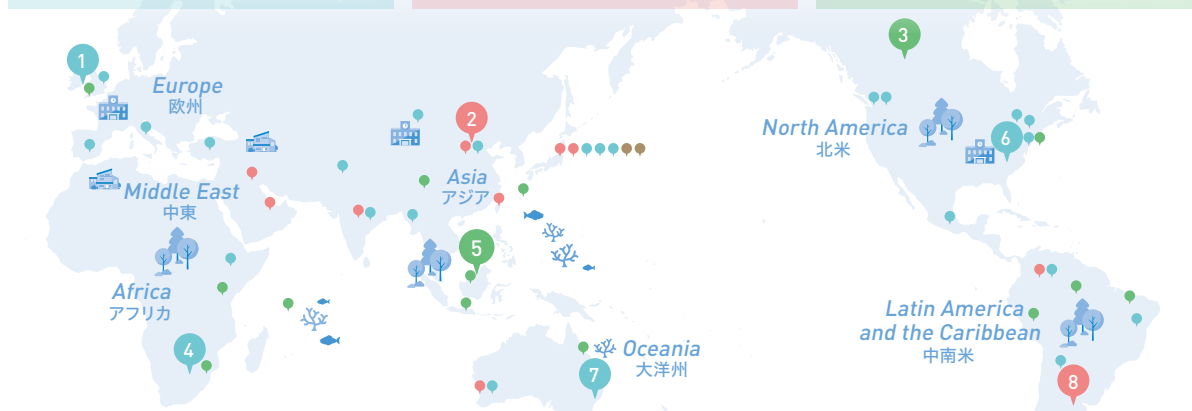 1
Europe
欧州
2
3
North America
北米
6
Asia
アジア
Middle East
中東
5
Africa
アフリカ
4
Oceania
大洋州
7
Latin America
and the Caribbean
中南米
8